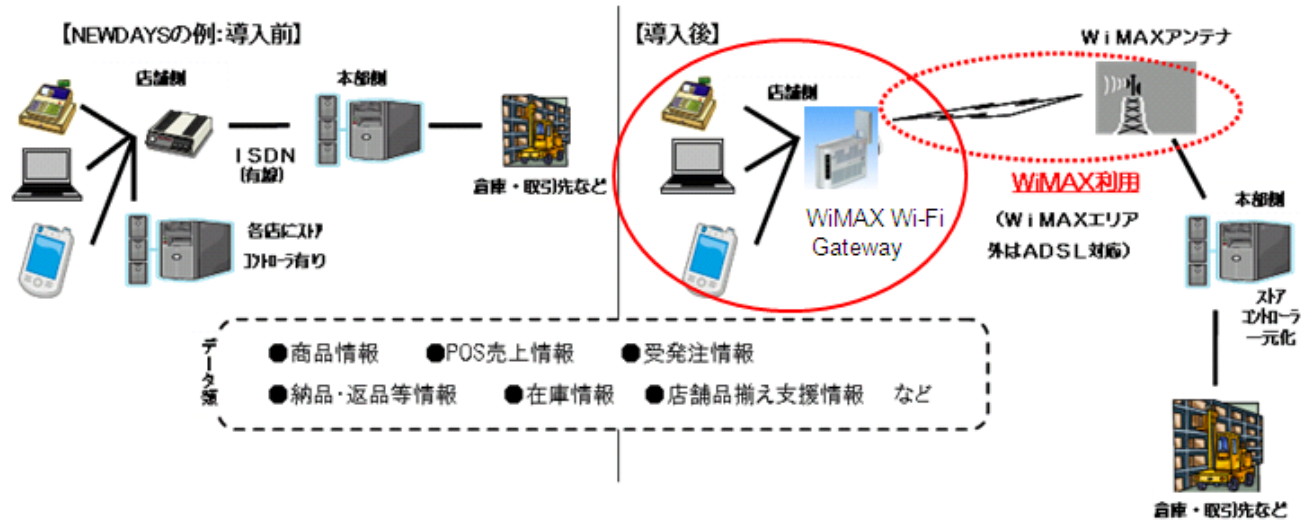 【NEWDAYSの例:導入前】
店舗側
本部側
ISDN
(有線)
倉庫・取引先など
各店にストア
コントローラ有り
【導入後】
WiMAXアンテナ
店舗側
WiMAX Wi-Fi
Gateway
WiMAX利用
(WiMAXエリア
外はADSL対応)
本部側
ストア
コントローラ
一元化
倉庫・取引先など
データ類
●商品情報 ●POS売上情報 ●受発注情報
●納品・返品等情報 ●在庫情報 ●店舗品揃え支援情報 など